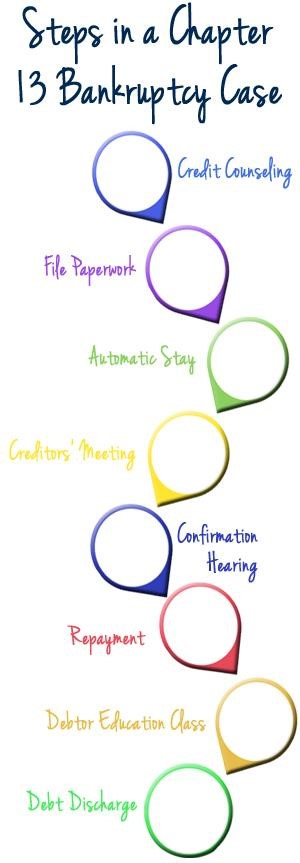 Steps in a Chapter
13 Bankruptcy Case
Credit Counseling
File Paperwork
Automatic Stay
Creditors' Meeting
Confirmation
Hearing
Repayment
Debtor Education Class
Debt Discharge